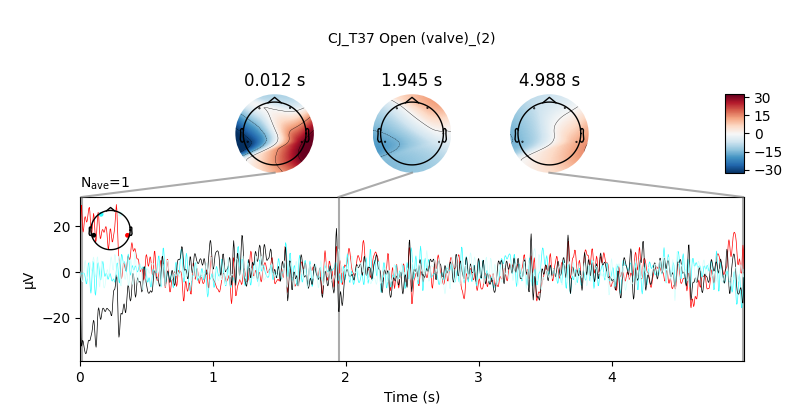 CJ_T37 Open (valve)_(2)
0.012 s 1.945 s 4.988 s
30
15
0
−15
−30
Nave=1
20
0
−20
µV
0 1 2 3 4
Time (s)